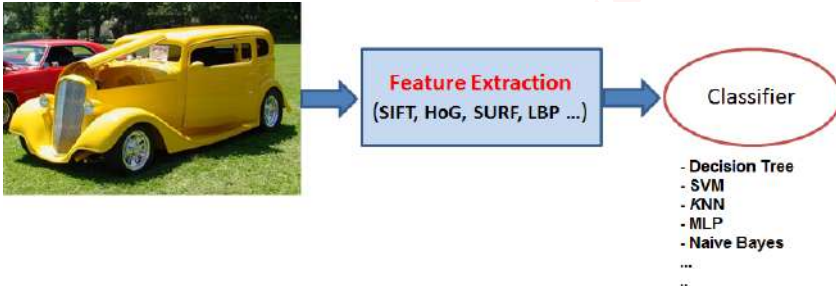 Feature Extraction
(SIFT, HoG, SURF, LBP ...)
Classifier
- Decision Tree
- SVM
- KNN
- MLP
- Naive Bayes
...
..